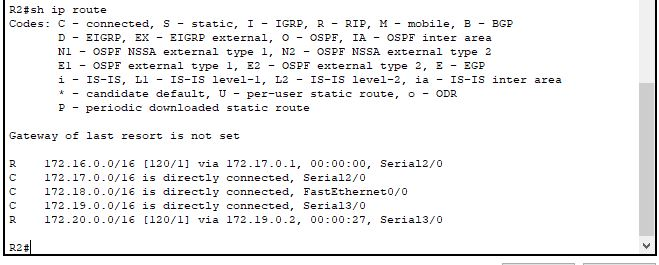 R2#sh ip route
Codes: C - connected, S - static, I - IGRP, R - RIP, M - mobile, B - BGP
D - EIGRP, EX - EIGRP external, O - OSPF, IA - OSPF inter area
N1 - OSPF NSSA external type 1, N2 - OSPF NSSA external type 2
E1 - OSPF external type 1, E2 - OSPF external type 2, E - EGP
i - IS-IS, L1 - IS-IS level-1, L2 - IS-IS level-2, ia - IS-IS inter area
* - candidate default, U - per-user static route, o - ODR
P - periodic downloaded static route
Gateway of last resort is not set
R 172.16.0.0/16 [120/1] via 172.17.0.1, 00:00:00, Serial2/0
C 172.17.0.0/16 is directly connected, Serial2/0
C 172.18.0.0/16 is directly connected, FastEthernet0/0
C 172.19.0.0/16 is directly connected, Serial3/0
R 172.20.0.0/16 [120/1] via 172.19.0.2, 00:00:27, Serial3/0
R2#